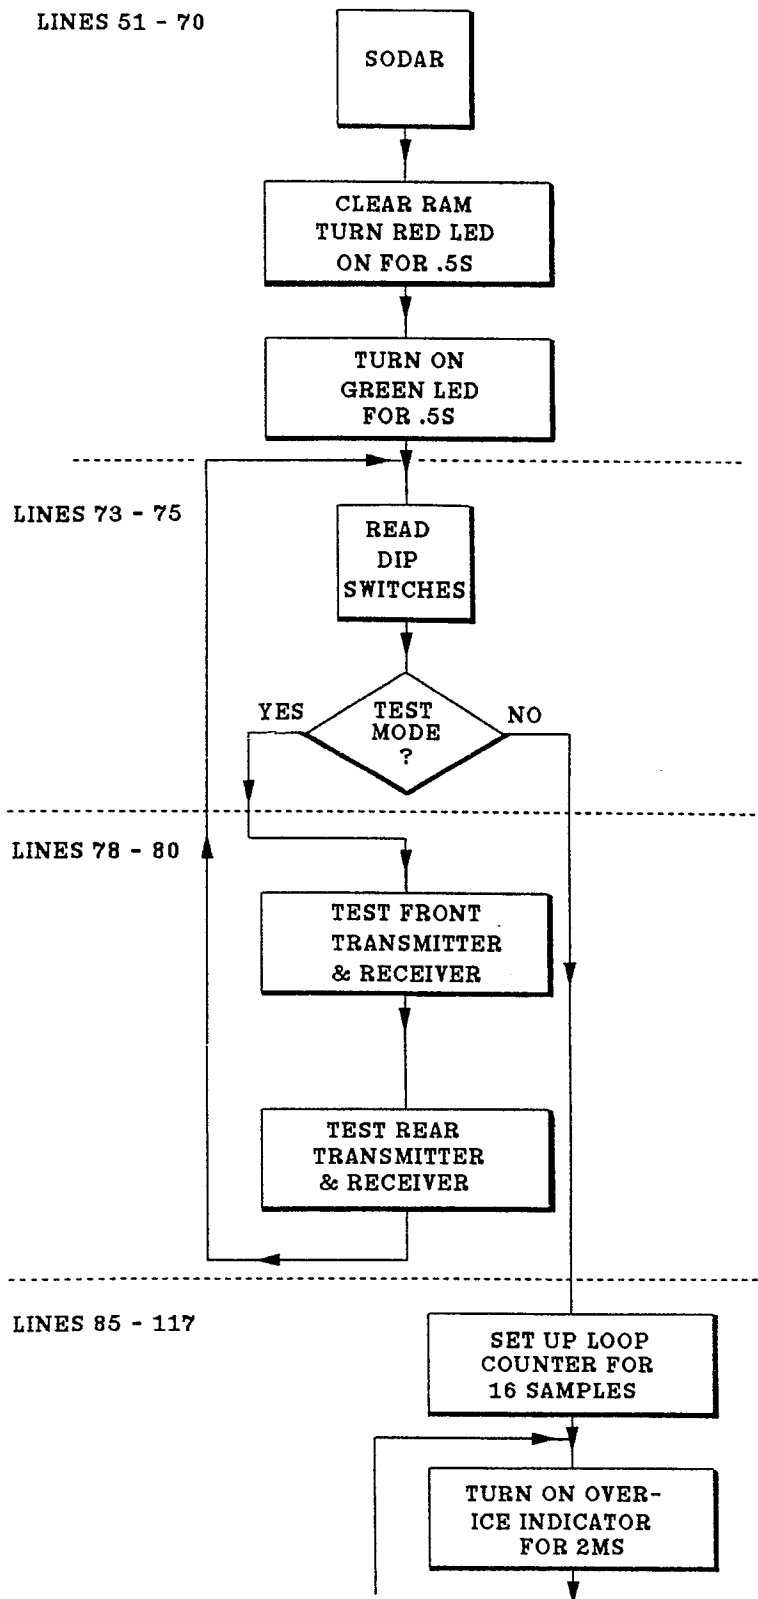 LINES 51 - 70
SODAR
CLEAR RAM
TURN RED LED
ON FOR .5S
TURN ON
GREEN LED
FOR .5S
LINES 73 - 75
READ
DIP
SWITCHES
YES
TEST
MODE
?
NO
LINES 78 - 80
TEST FRONT
TRANSMITTER
& RECEIVER
TEST REAR
TRANSMITTER
& RECEIVER
LINES 85 - 117
SET UP LOOP
COUNTER FOR
16 SAMPLES
TURN ON OVER-
ICE INDICATOR
FOR 2MS